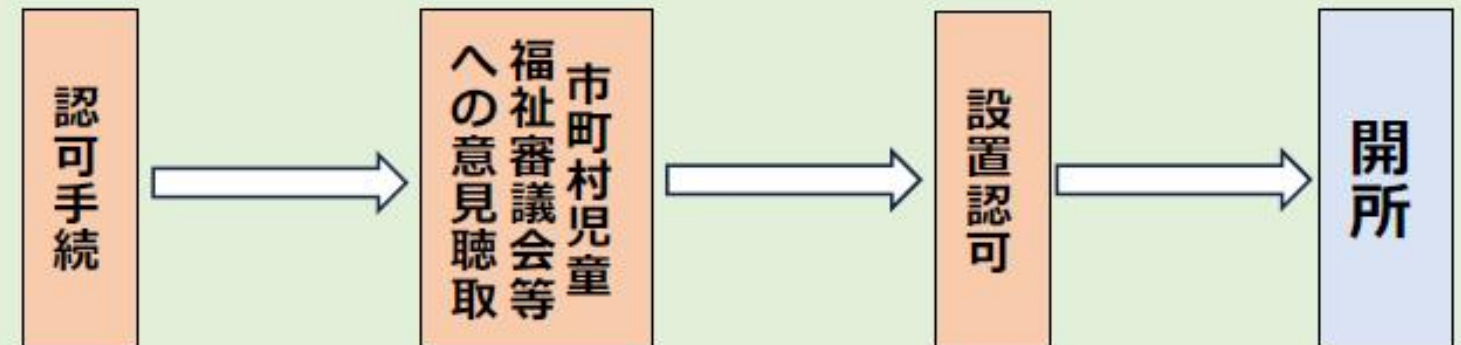 認可手続
市町村児童
福祉審議会等
への意見聴取
設置認可
開所